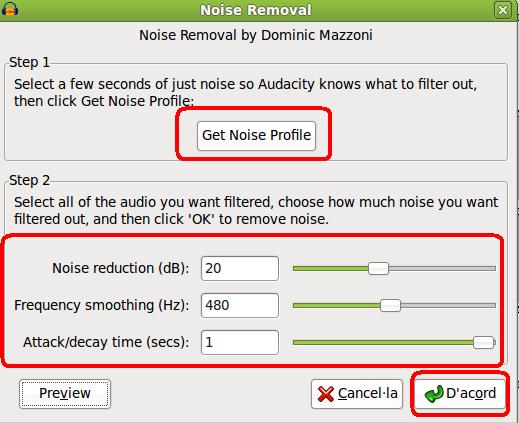 Noise Removal
Noise Removal by Dominic Mazzoni
Step 1
Select a few seconds of just noise so Audacity knows what to filter out,
then click Get Noise Profile:
Get Noise Profile
Step 2
Select all of the audio you want filtered, choose how much noise you want
filtered out, and then click 'OK' to remove noise.
Noise reduction (dB): 20
Frequency smoothing (Hz): 480
Attack/decay time (secs): 1
Preview Cancel·la D'acord